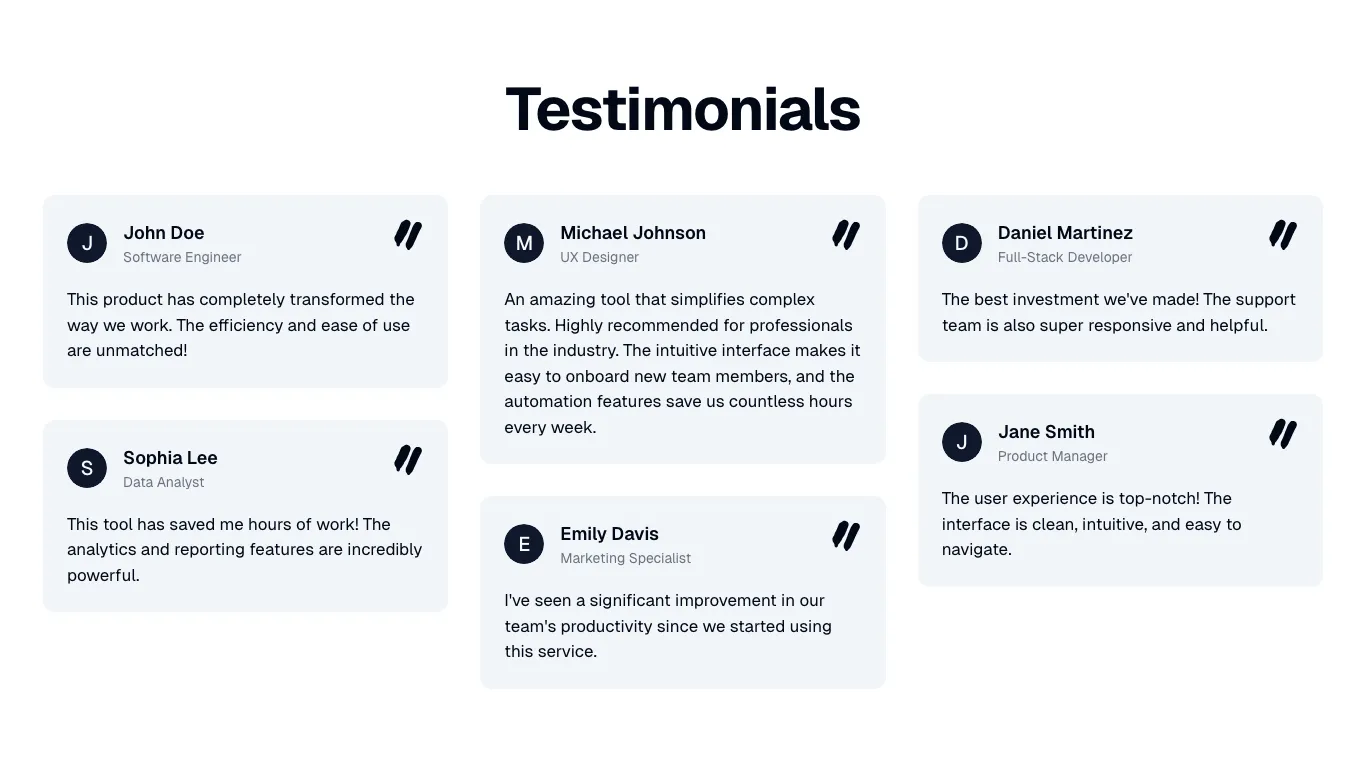 Testimonials
J
John Doe
Software Engineer
This product has completely transformed the
way we work. The efficiency and ease of use
are unmatched!
S
Sophia Lee
Data Analyst
This tool has saved me hours of work! The
analytics and reporting features are incredibly
powerful.
M
Michael Johnson
UX Designer
An amazing tool that simplifies complex
tasks. Highly recommended for professionals
in the industry. The intuitive interface makes it
easy to onboard new team members, and the
automation features save us countless hours
every week.
E
Emily Davis
Marketing Specialist
I've seen a significant improvement in our
team's productivity since we started using
this service.
D
Daniel Martinez
Full-Stack Developer
The best investment we've made! The support
team is also super responsive and helpful.
J
Jane Smith
Product Manager
The user experience is top-notch! The
interface is clean, intuitive, and easy to
navigate.